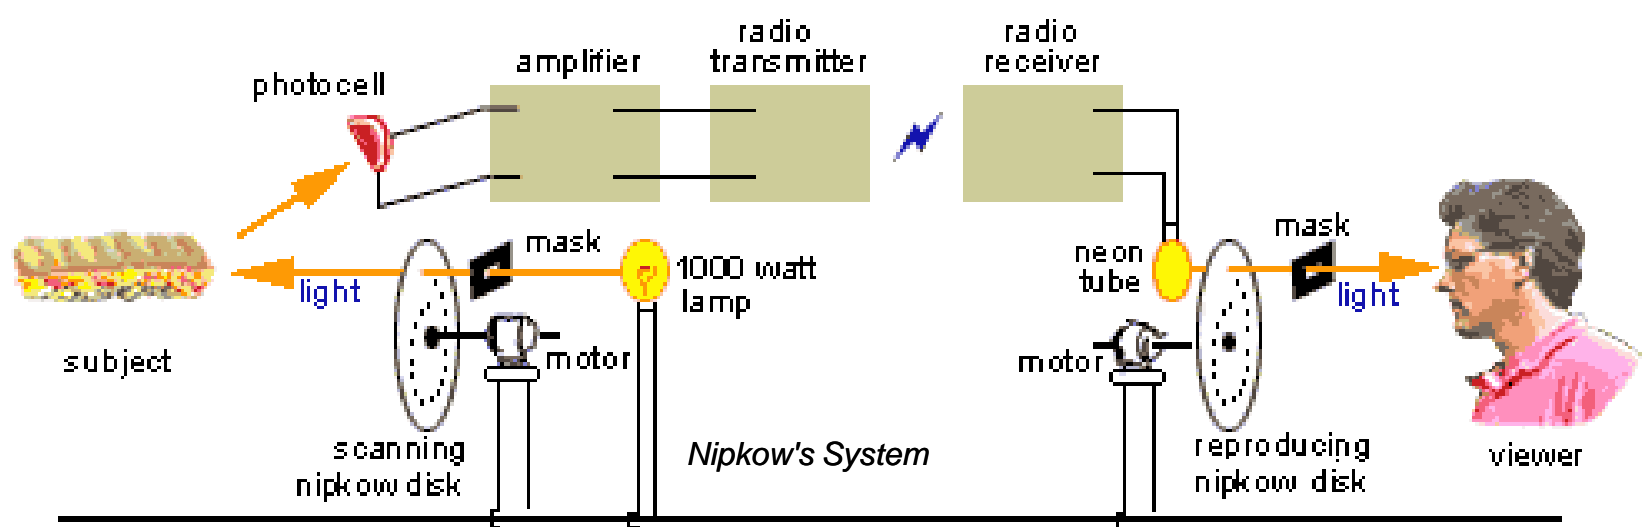 photocell
amplifier
radio
transmitter
radio
receiver
mask
light
1000 watt
lamp
subject
motor
scanning
nipkow disk
Nipkow's System
neon
tube
mask
light
motor
reproducing
nipkow disk
viewer